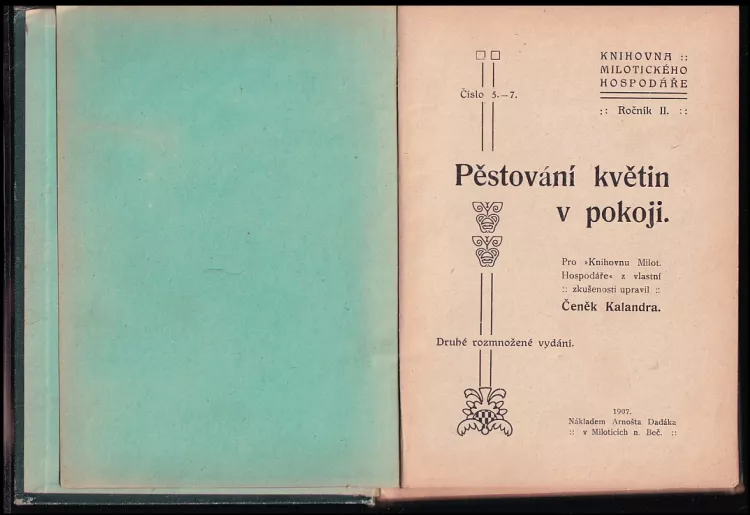 KNIHOVNA ::
MILOTICKÉHO
HOSPODÁŘE
Číslo 5.—7.
:: Ročník II. ::
Pěstování květin
v pokoji.
Pro »Knihovnu Milot.
Hospodáře« z vlastní
:: zkušenosti upravil ::
Čeněk Kalandra.
Druhé rozmnožené vydání.
1907.
Nákladem Arnošta Dadáka
:: v Miloticích n. Beč. ::